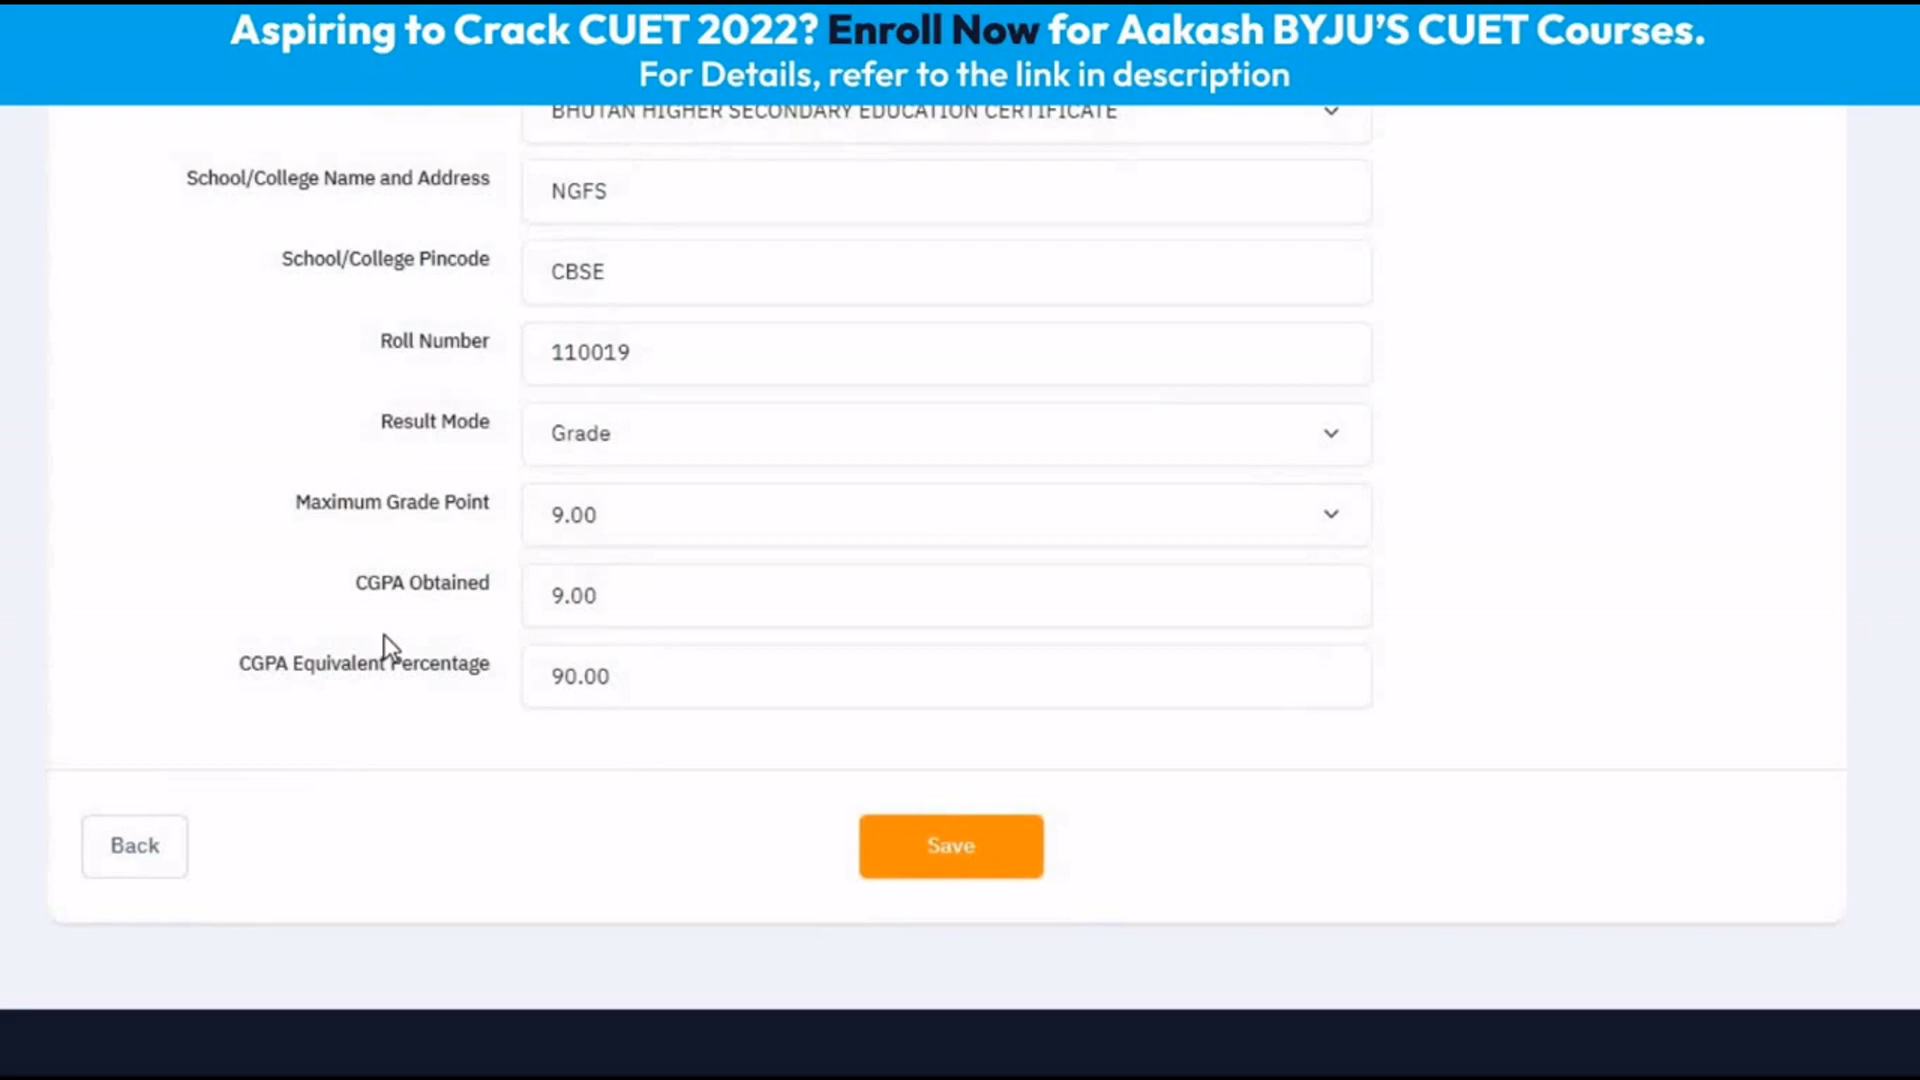 Aspiring to Crack CUET 2022? Enroll Now for Aakash BYJU'S CUET Courses.
For Details, refer to the link in description
BHUTAN HIGHER SECONDARY EDUCATION CERTIFICATE
School/College Name and Address NGFS
School/College Pincode CBSE
Roll Number 110019
Result Mode Grade
Maximum Grade Point 9.00
CGPA Obtained 9.00
CGPA Equivalent Percentage 90.00
Back Save